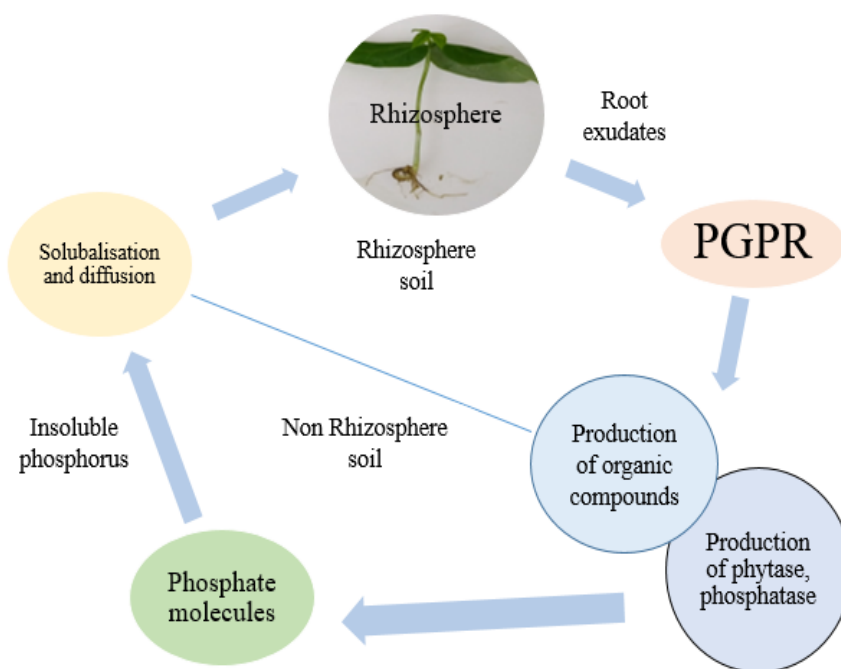 Rhizosphere
Root
exudates
PGPR
Solubalisation
and diffusion
Rhizosphere
soil
Insoluble
phosphorus
Non Rhizosphere
soil
Production
of organic
compounds
Production
of phytase,
phosphatase
Phosphate
molecules